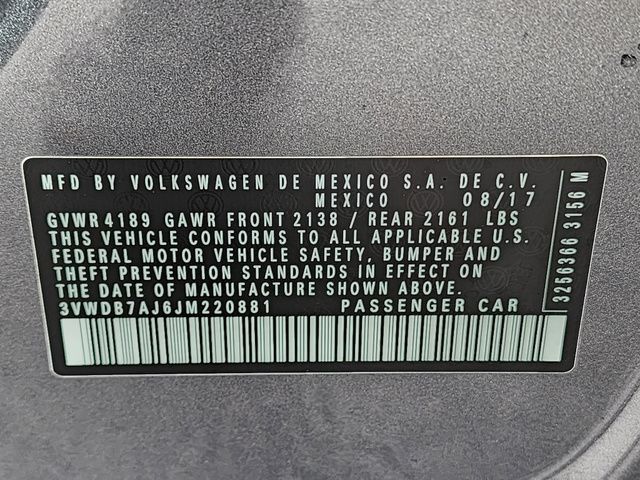 MFD BY VOLKSWAGEN DE MEXICO S.A. DE C.V.
MEXICO 08/17
GVWR 4189 GAWR FRONT 2138 / REAR 2161 LBS
THIS VEHICLE CONFORMS TO ALL APPLICABLE U.S.
FEDERAL MOTOR VEHICLE SAFETY, BUMPER AND
THEFT PREVENTION STANDARDS IN EFFECT ON
THE DATE OF MANUFACTURE SHOWN ABOVE.
3VWDB7AJ6JM220881 PASSENGER CAR
3456366 3156 M